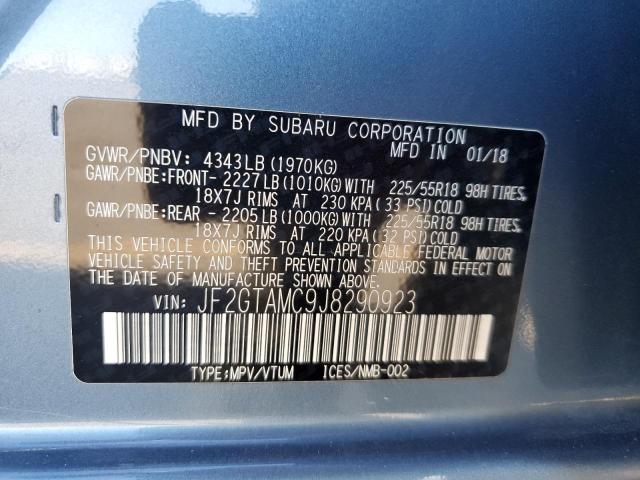 MFD BY SUBARU CORPORATION
MFD IN 01/18
GVWR/PNBV: 4343LB(1970KG)
GAWR/PNBE:FRONT- 2227LB(1010KG)WITH 225/55R18 98H TIRES,
18X7J RIMS AT 230 KPA(33 PSI)COLD
GAWR/PNBE:REAR - 2205LB(1000KG)WITH 225/55R18 98H TIRES,
18X7J RIMS AT 220 KPA(32 PSI)COLD
THIS VEHICLE CONFORMS TO ALL APPLICABLE FEDERAL MOTOR
VEHICLE SAFETY AND THEFT PREVENTION STANDARDS IN EFFECT ON
THE DATE OF MANUFACTURE SHOWN ABOVE.
VIN: JF2GTAMC9J8290923
TYPE:MPV/VTUM ICES/NMB-002